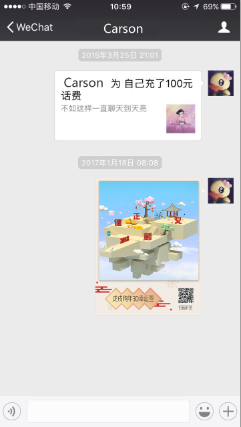 中国移动
10:59
69%
WeChat
Carson
2015年3月25日 21:01
Carson 为 自己充了100元
话费
不如这样一直聊天到天亮
2017年1月18日 08:08